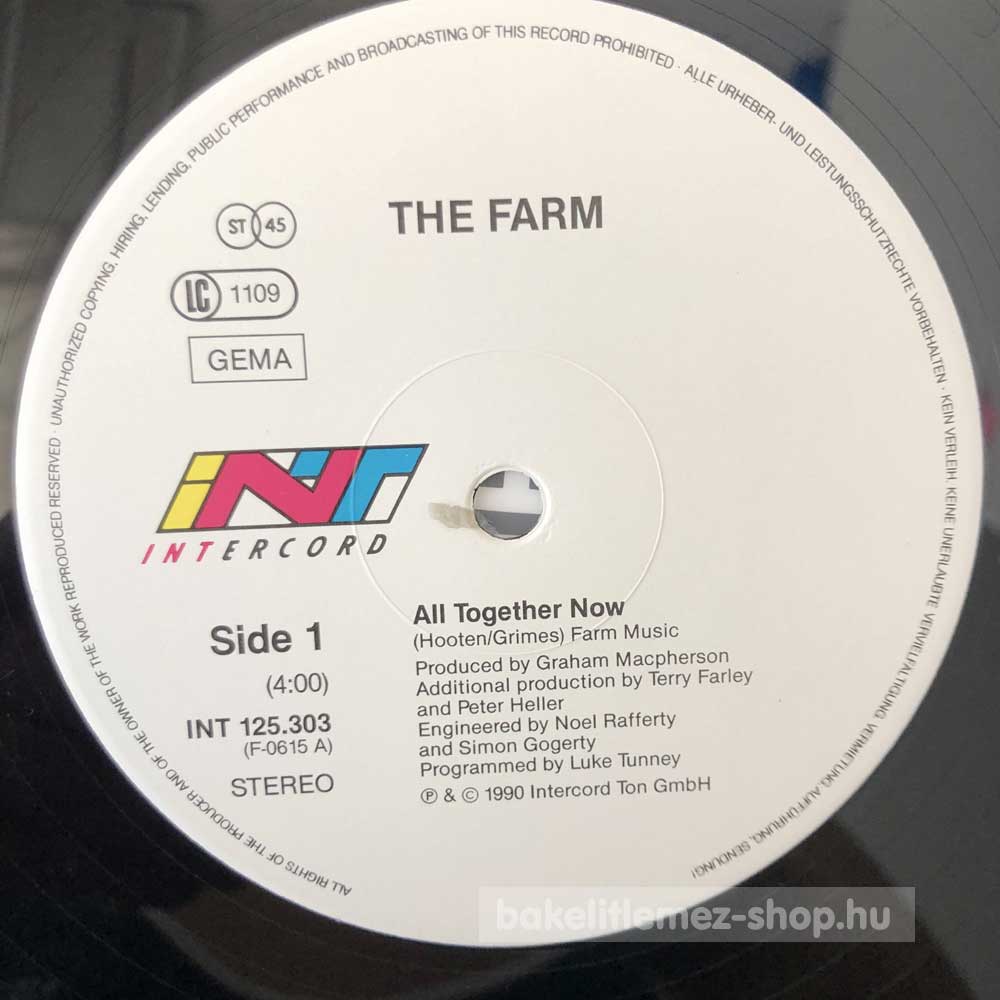 ALL RIGHTS OF THE PRODUCER AND OF THE OWNER OF THE WORK REPRODUCED RESERVED · UNAUTHORIZED COPYING, HIRING, LENDING, PUBLIC PERFORMANCE AND BROADCASTING OF THIS RECORD PROHIBITED · ALLE URHEBER- UND LEISTUNGSSCHUTZRECHTE VORBEHALTEN · KEIN VERLEIH, KEINE UNERLAUBTE VERVIELFÄLTIGUNG, VERMIETUNG, AUFFÜHRUNG, SENDUNG!
THE FARM
ST 45
LC 1109
GEMA
INT
INTERCORD
Side 1
(4:00)
INT 125.303
(F-0615 A)
STEREO
All Together Now
(Hooten/Grimes) Farm Music
Produced by Graham Macpherson
Additional production by Terry Farley
and Peter Heller
Engineered by Noel Rafferty
and Simon Gogerty
Programmed by Luke Tunney
℗ & © 1990 Intercord Ton GmbH
bakelitlemez-shop.hu